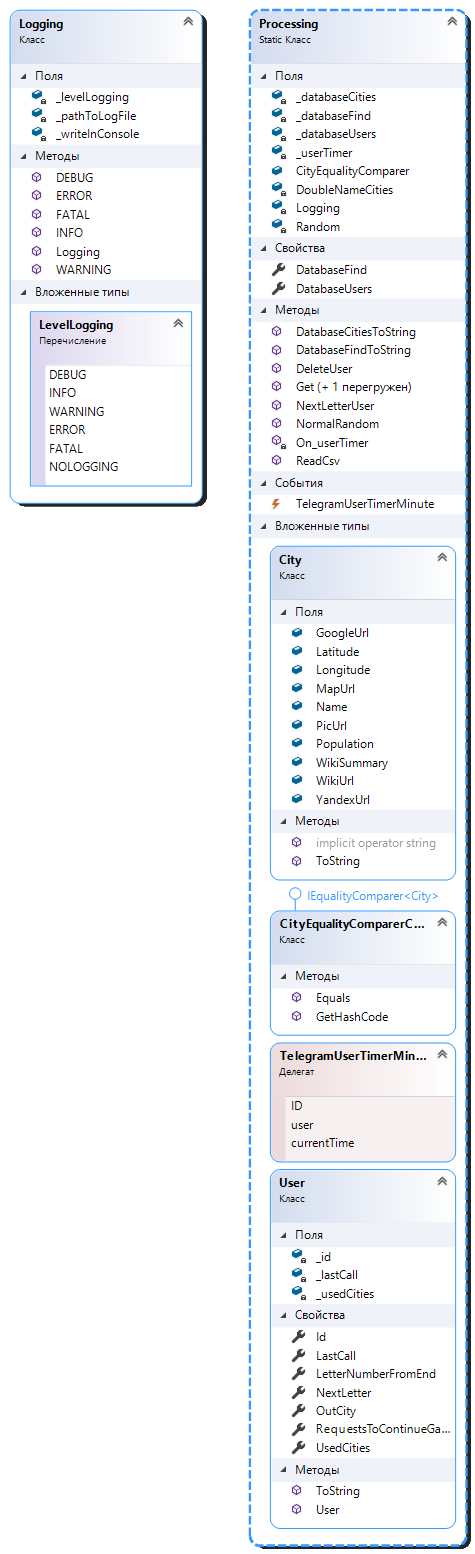 Logging
Класс
Поля
_levelLogging
_pathToLogFile
_writeInConsole
Методы
DEBUG
ERROR
FATAL
INFO
Logging
WARNING
Вложенные типы
LevelLogging
Перечисление
DEBUG
INFO
WARNING
ERROR
FATAL
NOLOGGING
Processing
Static Класс
Поля
_databaseCities
_databaseFind
_databaseUsers
_userTimer
CityEqualityComparer
DoubleNameCities
Logging
Random
Свойства
DatabaseFind
DatabaseUsers
Методы
DatabaseCitiesToString
DatabaseFindToString
DeleteUser
Get (+ 1 перегружен)
NextLetterUser
NormalRandom
On_userTimer
ReadCsv
События
TelegramUserTimerMinute
Вложенные типы
City
Класс
Поля
GoogleUrl
Latitude
Longitude
MapUrl
Name
PicUrl
Population
WikiSummary
WikiUrl
YandexUrl
Методы
implicit operator string
ToString
IEqualityComparer<City>
CityEqualityComparerC...
Класс
Методы
Equals
GetHashCode
TelegramUserTimerMin...
Делегат
ID
user
currentTime
User
Класс
Поля
_id
_lastCall
_usedCities
Свойства
Id
LastCall
LetterNumberFromEnd
NextLetter
OutCity
RequestsToContinueGa...
UsedCities
Методы
ToString
User